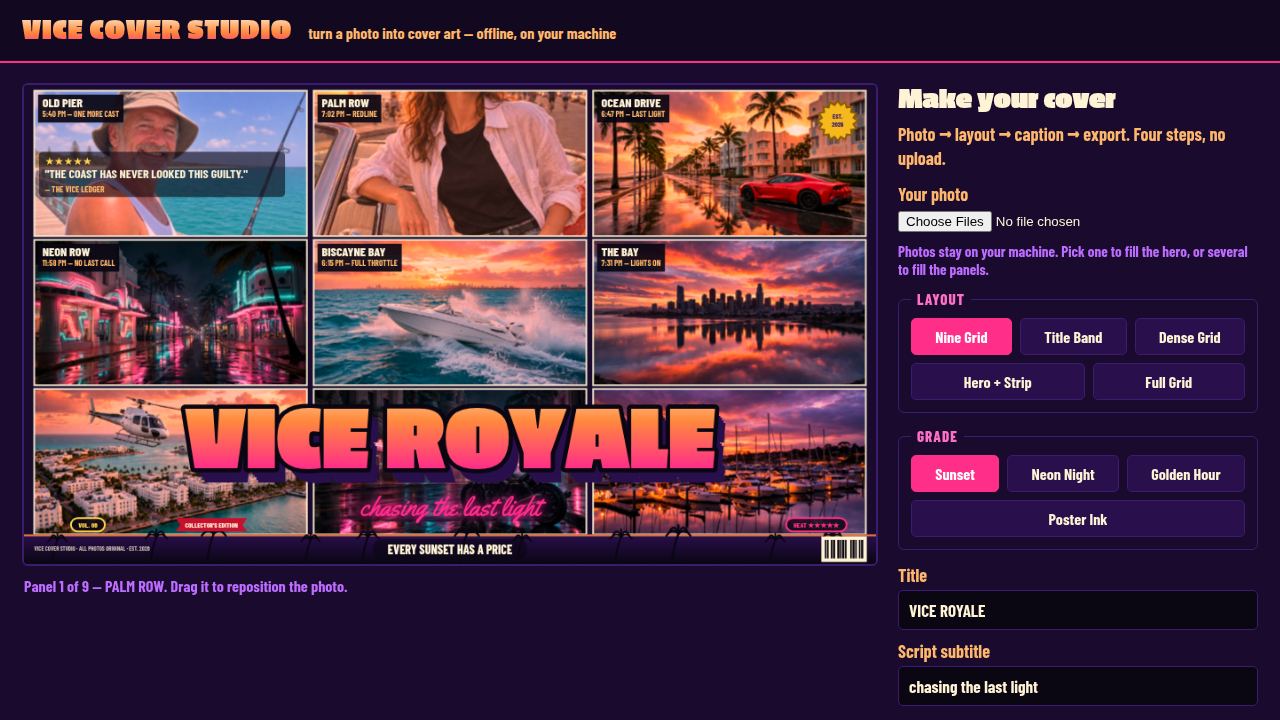 VICE COVER STUDIO
turn a photo into cover art — offline, on your machine
OLD PIER
5:40 PM — ONE MORE CAST
★★★★★
"THE COAST HAS NEVER LOOKED THIS GUILTY."
— THE VICE LEDGER
PALM ROW
7:02 PM — REDLINE
OCEAN DRIVE
6:47 PM — LAST LIGHT
EST.
2026
NEON ROW
11:58 PM — NO LAST CALL
BISCAYNE BAY
6:15 PM — FULL THROTTLE
THE BAY
7:31 PM — LIGHTS ON
VICE ROYALE
chasing the last light
VOL. 08
COLLECTOR'S EDITION
HEAT ★★★★★
VICE COVER STUDIO · ALL PHOTOS ORIGINAL · EST. 2026
EVERY SUNSET HAS A PRICE
Panel 1 of 9 — PALM ROW. Drag it to reposition the photo.
Make your cover
Photo → layout → caption → export. Four steps, no
upload.
Your photo
Choose Files No file chosen
Photos stay on your machine. Pick one to fill the hero, or several
to fill the panels.
LAYOUT
Nine Grid
Title Band
Dense Grid
Hero + Strip
Full Grid
GRADE
Sunset
Neon Night
Golden Hour
Poster Ink
Title
VICE ROYALE
Script subtitle
chasing the last light